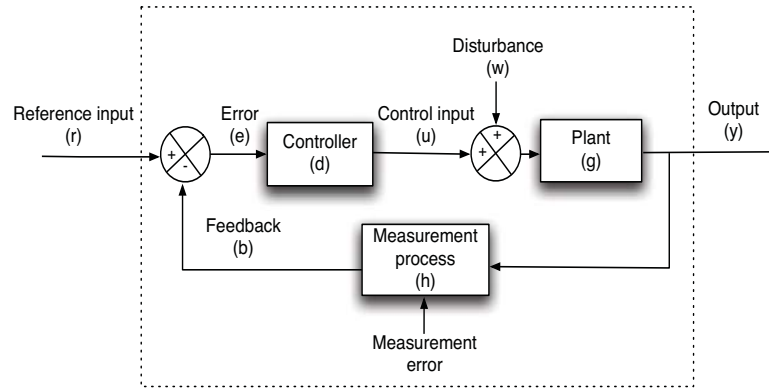 Disturbance
(w)
Reference input
(r)
Error
(e)
Control input
(u)
Output
(y)
+
-
Controller
(d)
+
+
Plant
(g)
Feedback
(b)
Measurement
process
(h)
Measurement
error